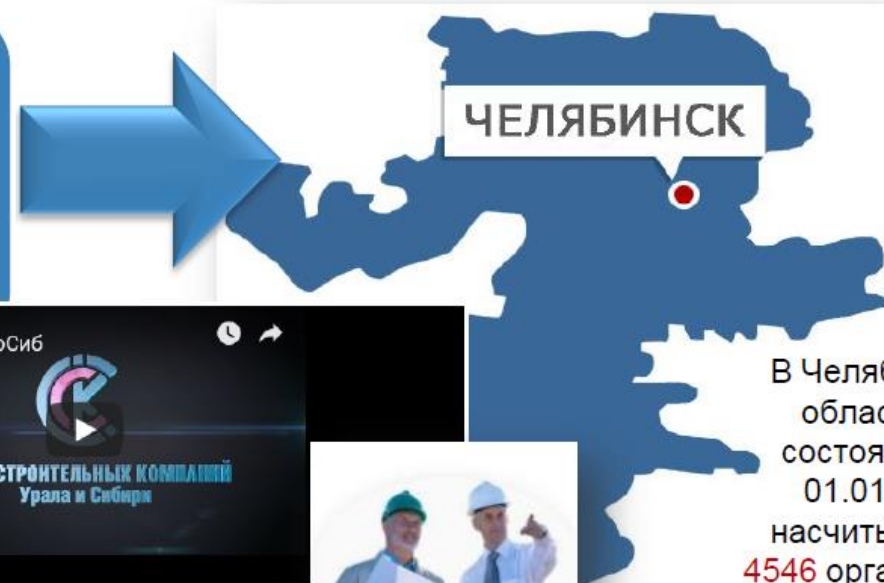 ЧЕЛЯБИНСК
оСиб
СТРОИТЕЛЬНЫХ КОМПАНИЙ
Урала и Сибири
В Челяб
облас
состоя
01.01
насчить
4546 орга